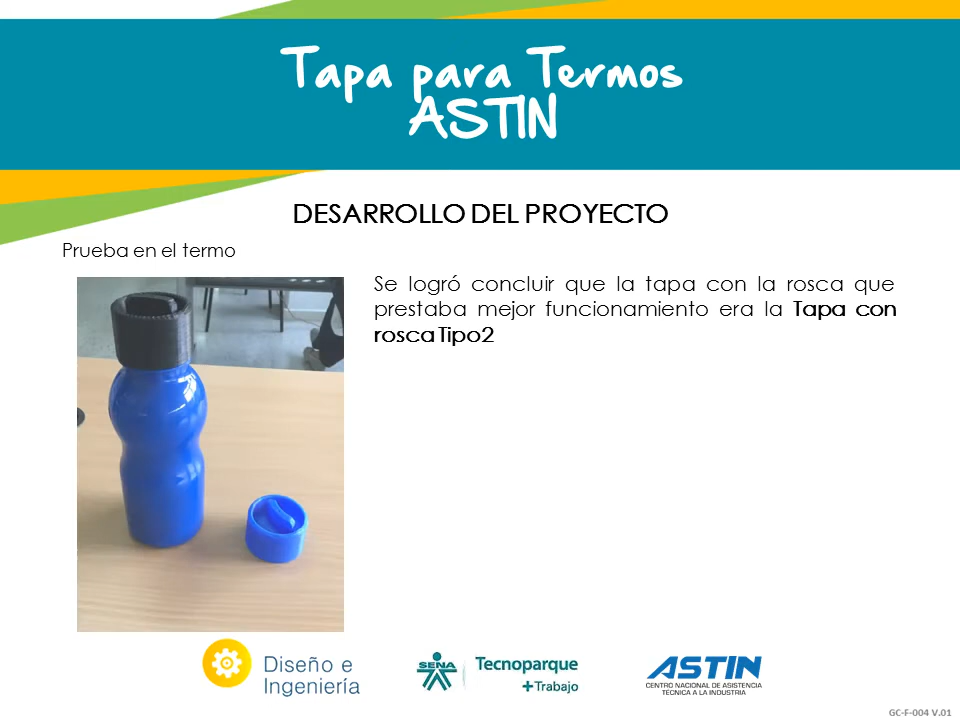 Tapa para Termos
ASTIN
DESARROLLO DEL PROYECTO
Prueba en el termo
Se logró concluir que la tapa con la rosca que
prestaba mejor funcionamiento era la Tapa con
rosca Tipo2
Diseño e
Ingeniería
SENA
Tecnoparque
+Trabajo
ASTIN
CENTRO NACIONAL DE ASISTENCIA
TÉCNICA A LA INDUSTRIA
GC-F-004 V.01